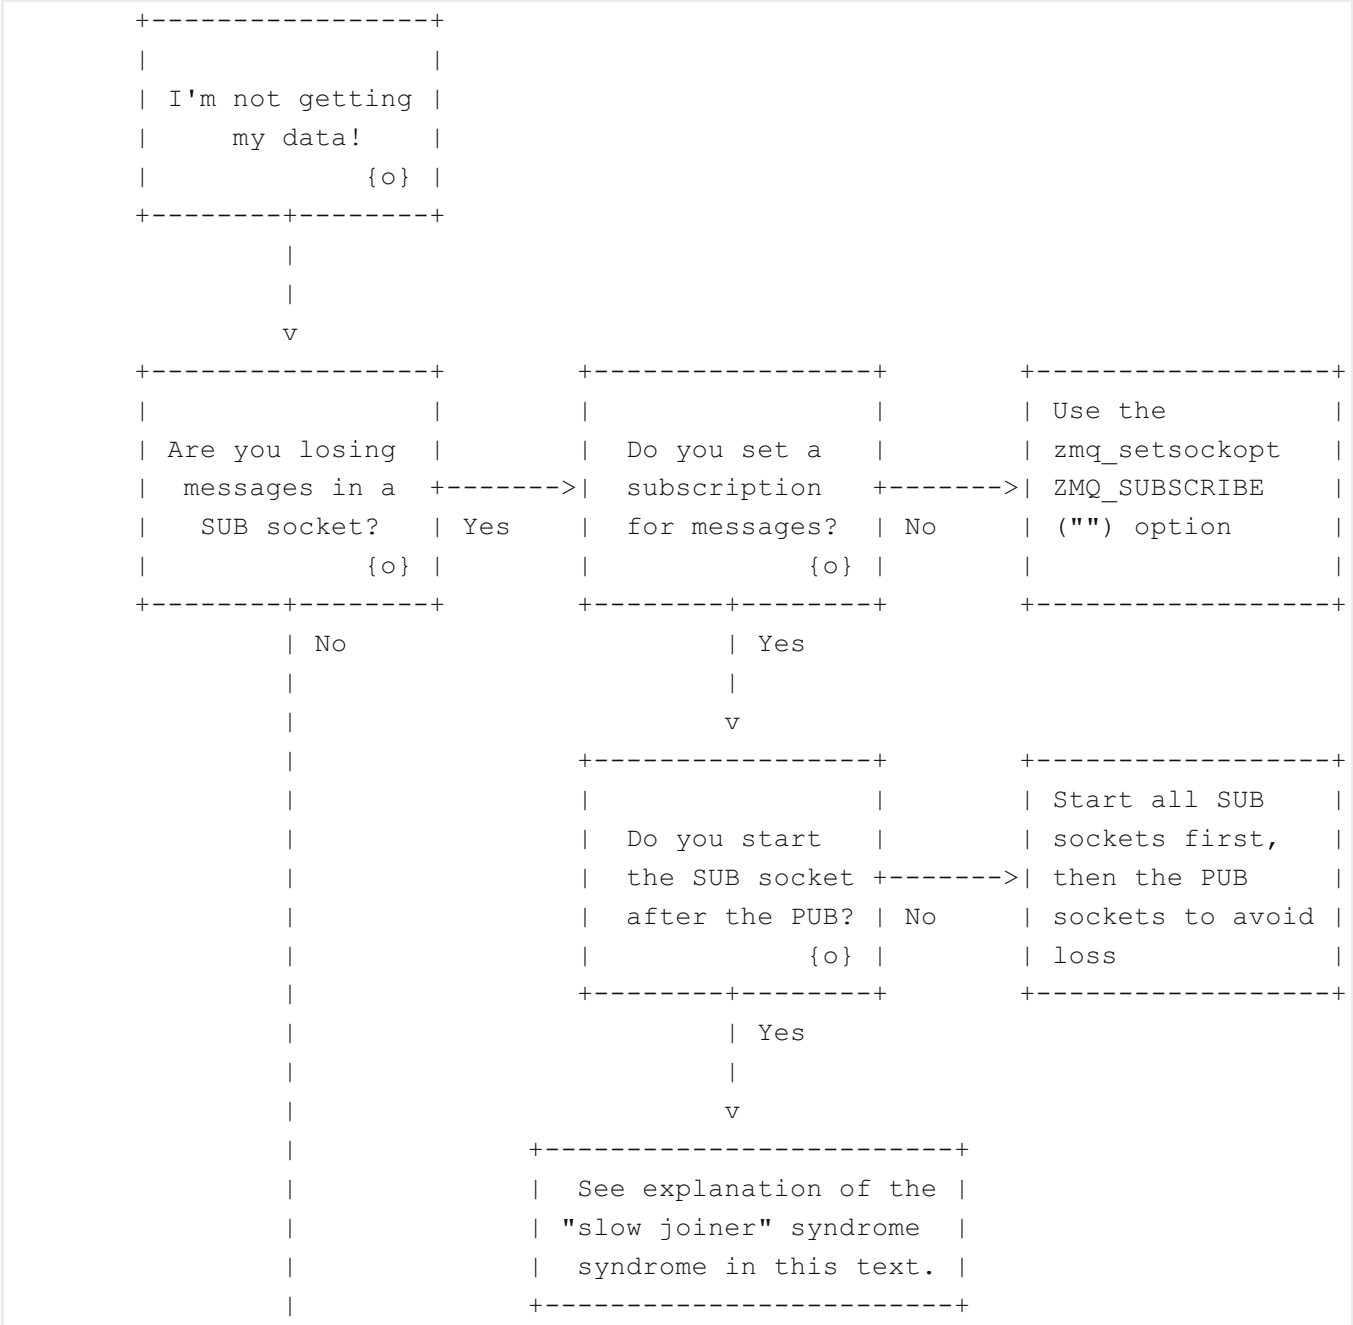 +-----------------+
|                 |
| I'm not getting |
|     my data!    |
|             {o} |
+--------+--------+
         |
         |
         v
+-----------------+        +----------------+        +------------------+
|                 |        |                |        | Use the          |
| Are you losing  |        |  Do you set a  |        | zmq_setsockopt   |
|  messages in a  +------->|  subscription  +------->| ZMQ_SUBSCRIBE    |
|   SUB socket?   | Yes    |  for messages? | No     | ("") option      |
|             {o} |        |            {o} |        |                  |
+--------+--------+        +--------+--------+       +------------------+
         | No                       | Yes
         |                          |
         |                          v
         |                 +----------------+        +------------------+
         |                 |                |        | Start all SUB    |
         |                 |  Do you start  |        | sockets first,   |
         |                 |  the SUB socket +------->| then the PUB     |
         |                 |  after the PUB? | No     | sockets to avoid |
         |                 |            {o} |        | loss             |
         |                 +--------+--------+       +------------------+
         |                          | Yes
         |                          |
         |                          v
         |              +-------------------------+
         |              |  See explanation of the |
         |              | "slow joiner" syndrome  |
         |              |  syndrome in this text. |
         |              +-------------------------+